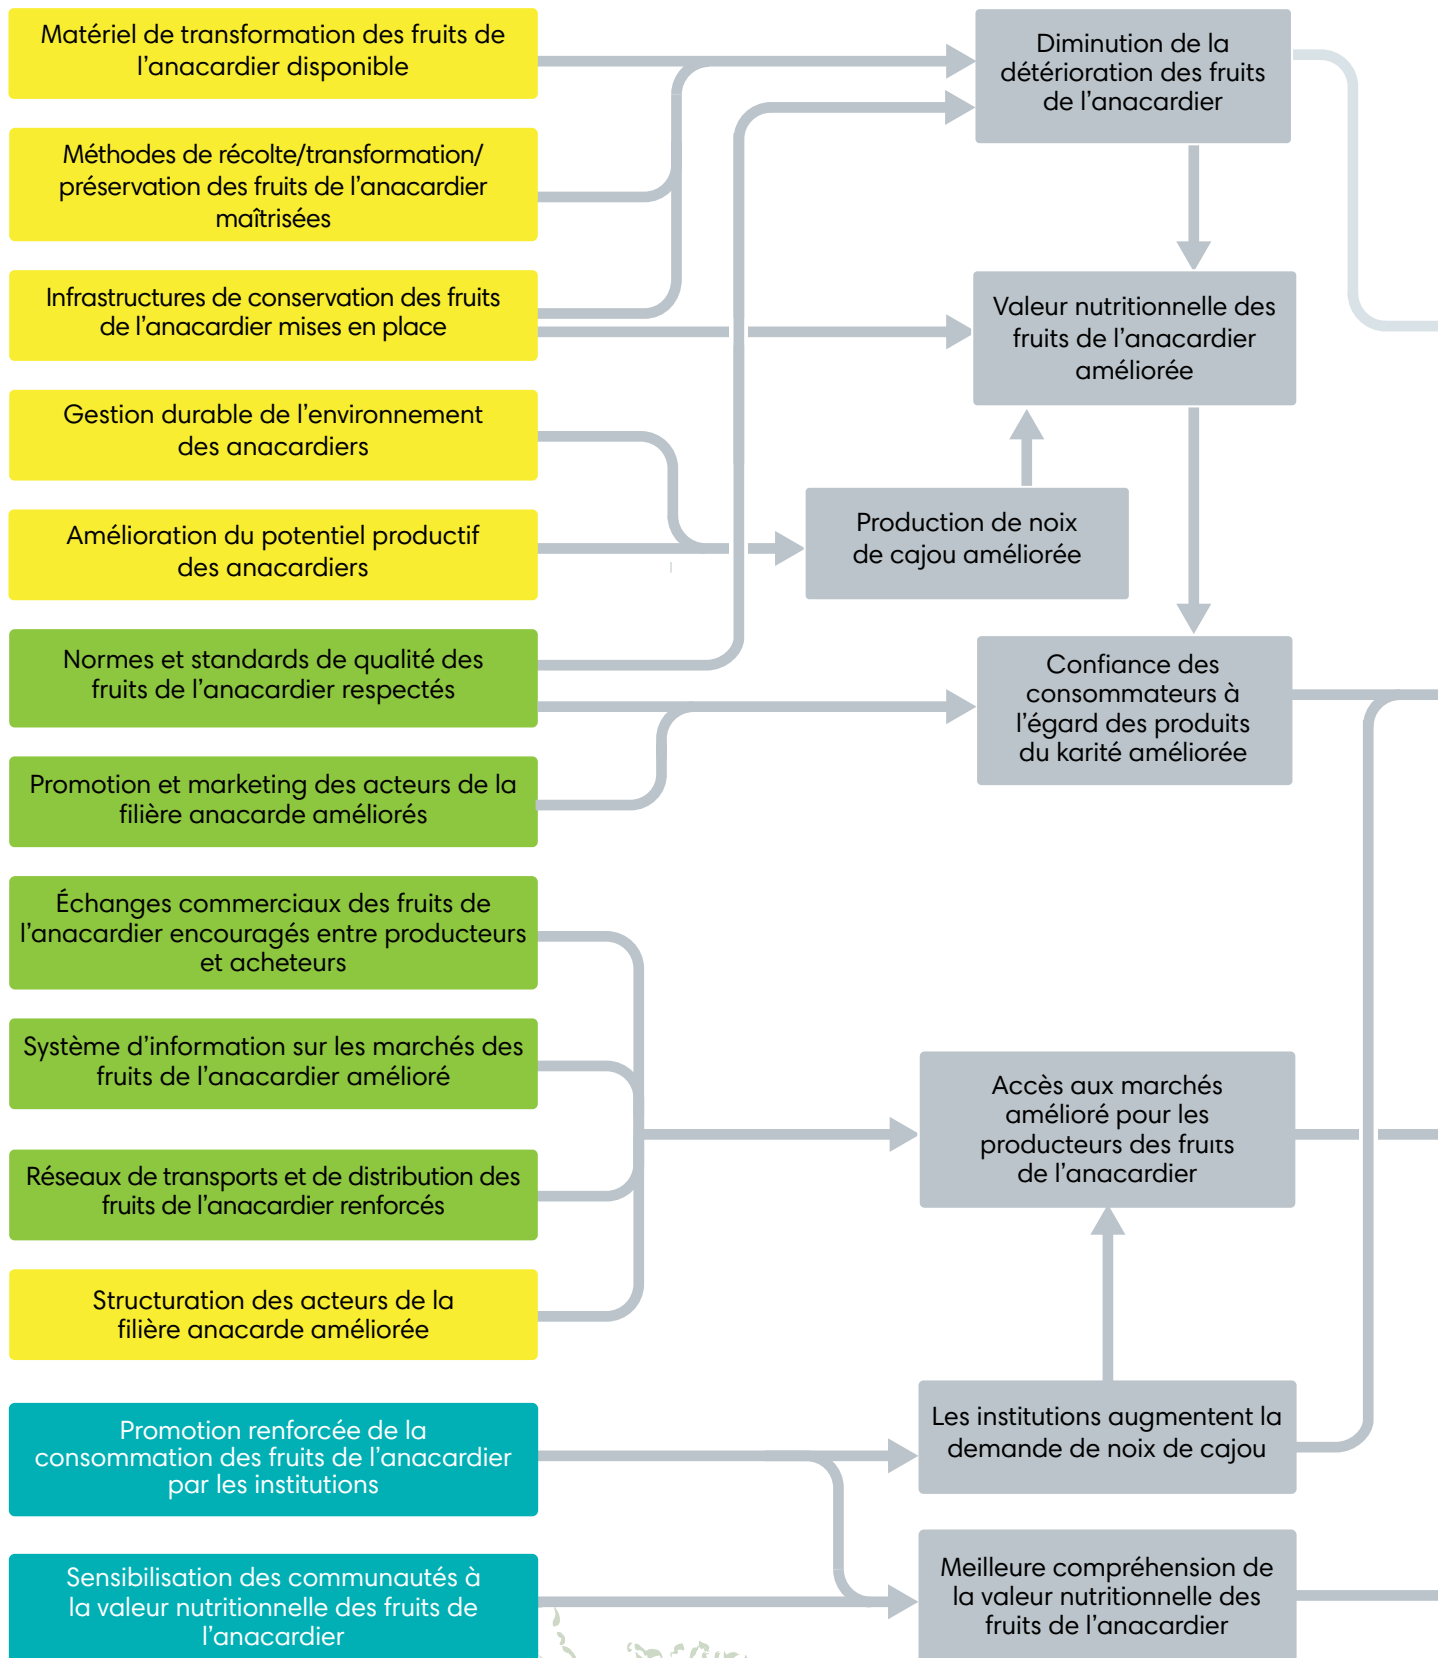 Matériel de transformation des fruits de
l'anacardier disponible
Méthodes de récolte/transformation/
préservation des fruits de l'anacardier
maîtrisées
Infrastructures de conservation des fruits
de l'anacardier mises en place
Gestion durable de l'environnement
des anacardiers
Amélioration du potentiel productif
des anacardiers
Normes et standards de qualité des
fruits de l'anacardier respectés
Promotion et marketing des acteurs de la
filière anacarde améliorés
Échanges commerciaux des fruits de
l'anacardier encouragés entre producteurs
et acheteurs
Système d'information sur les marchés des
fruits de l'anacardier amélioré
Réseaux de transports et de distribution des
fruits de l'anacardier renforcés
Structuration des acteurs de la
filière anacarde améliorée
Promotion renforcée de la
consommation des fruits de l'anacardier
par les institutions
Sensibilisation des communautés à
la valeur nutritionnelle des fruits de
l'anacardier
Diminution de la
détérioration des fruits
de l'anacardier
Valeur nutritionnelle des
fruits de l'anacardier
améliorée
Production de noix
de cajou améliorée
Confiance des
consommateurs à
l'égard des produits
du karité améliorée
Accès aux marchés
amélioré pour les
producteurs des fruits
de l'anacardier
Les institutions augmentent la
demande de noix de cajou
Meilleure compréhension de
la valeur nutritionnelle des
fruits de l'anacardier